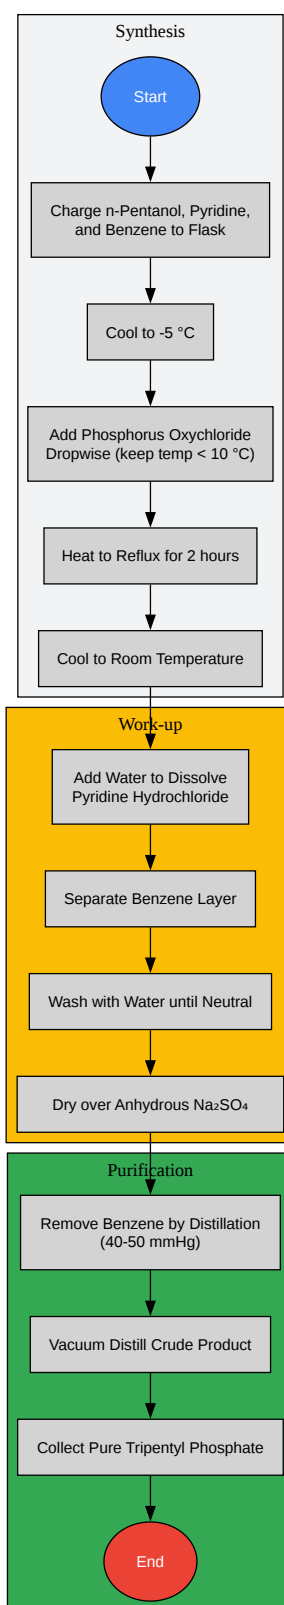 Synthesis
Start
Charge n-Pentanol, Pyridine,
and Benzene to Flask
Cool to -5 °C
Add Phosphorus Oxychloride
Dropwise (keep temp < 10 °C)
Heat to Reflux for 2 hours
Cool to Room Temperature
Work-up
Add Water to Dissolve
Pyridine Hydrochloride
Separate Benzene Layer
Wash with Water until Neutral
Dry over Anhydrous Na₂SO₄
Purification
Remove Benzene by Distillation
(40-50 mmHg)
Vacuum Distill Crude Product
Collect Pure Tripentyl Phosphate
End